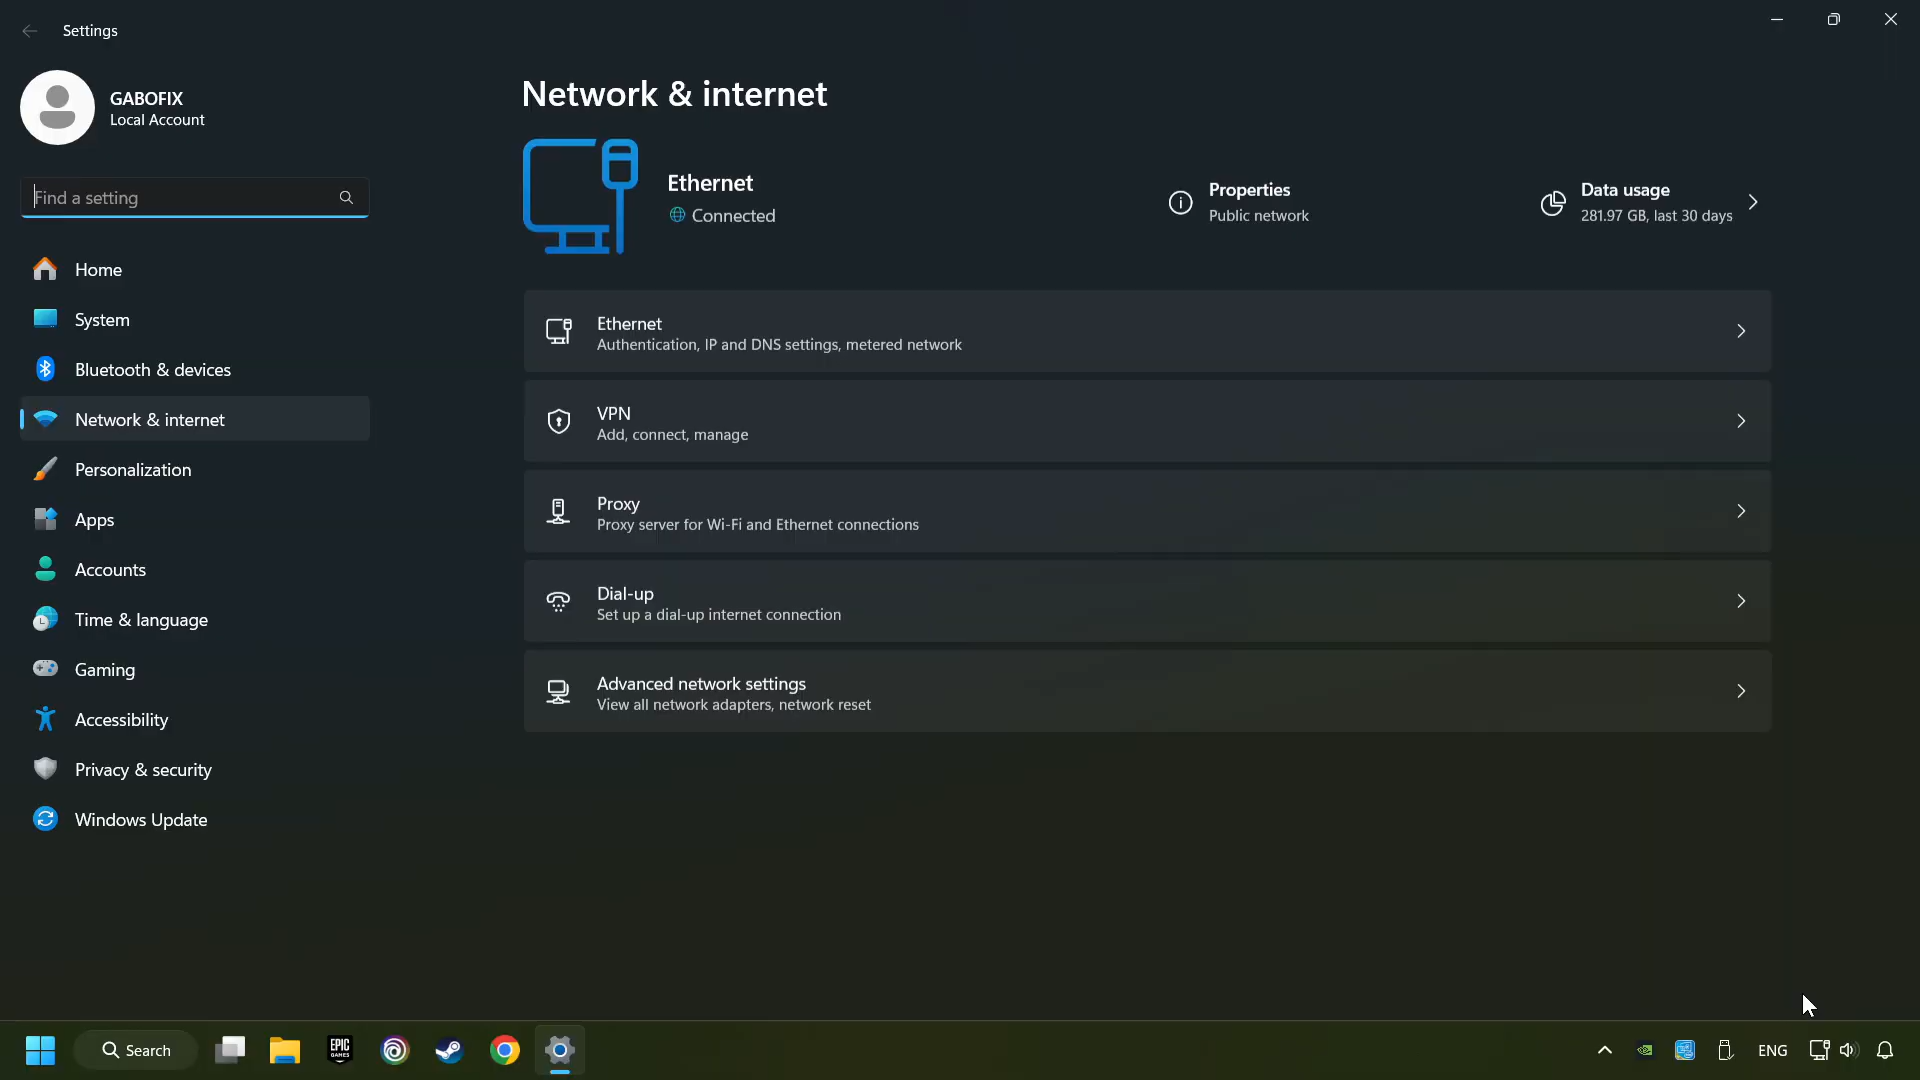 Settings
GABOFIX
Local Account
Find a setting
Home
System
Bluetooth & devices
Network & internet
Personalization
Apps
Accounts
Time & language
Gaming
Accessibility
Privacy & security
Windows Update
Network & internet
Ethernet
Connected
Properties
Public network
Data usage
281.97 GB, last 30 days
Ethernet
Authentication, IP and DNS settings, metered network
VPN
Add, connect, manage
Proxy
Proxy server for Wi-Fi and Ethernet connections
Dial-up
Set up a dial-up internet connection
Advanced network settings
View all network adapters, network reset
Search
EPIC
GAMES
ENG